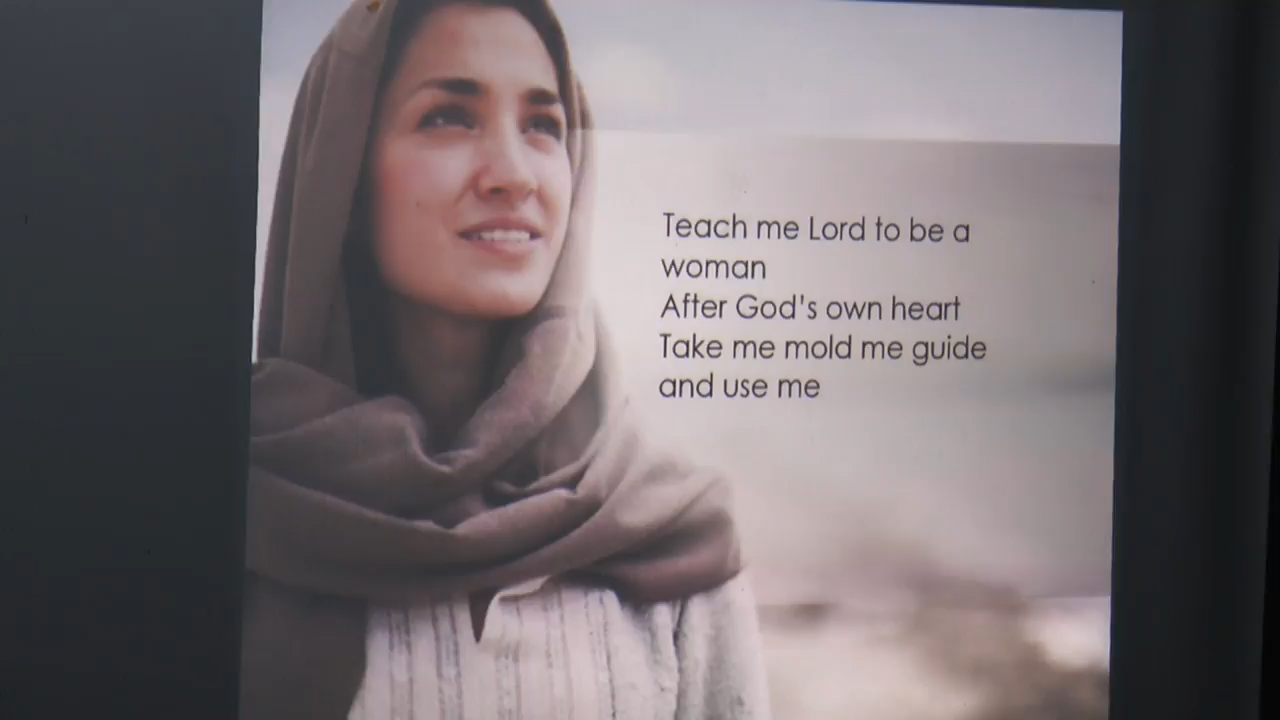 Teach me Lord to be a
woman
After God's own heart
Take me mold me guide
and use me